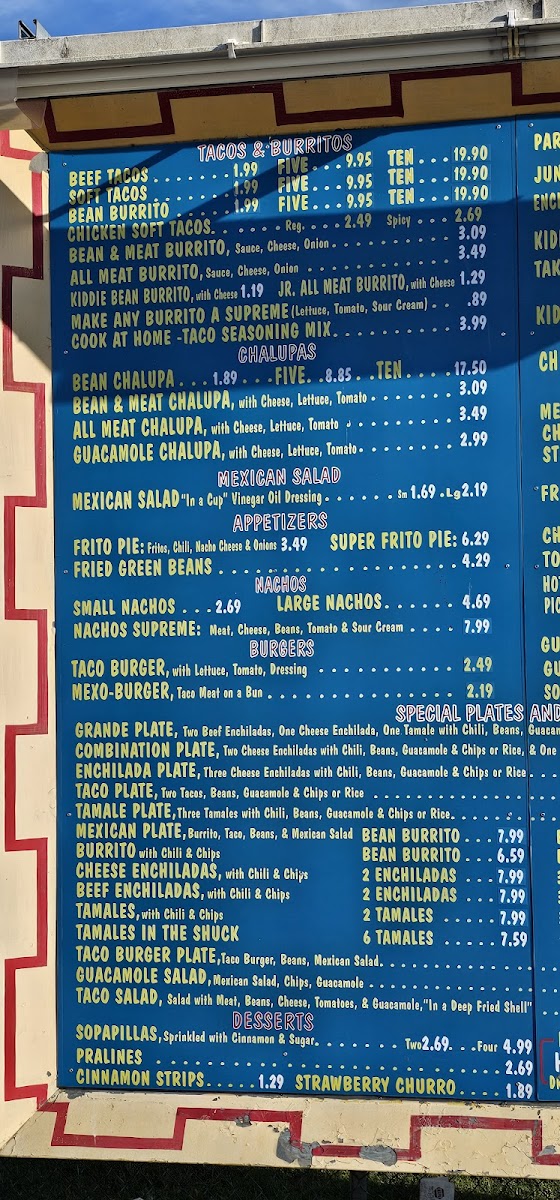 TACOS & BURRITOS
BEEF TACOS . . . . . . . 1.99 FIVE . . . 9.95 TEN . . . 19.90
SOFT TACOS . . . . . . . 1.99 FIVE . . . 9.95 TEN . . . 19.90
BEAN BURRITO . . . . . 1.99 FIVE . . . 9.95 TEN . . . 19.90
CHICKEN SOFT TACOS. . . . . . . . Reg. . . . . 2.49 Spicy . . . . 2.69
BEAN & MEAT BURRITO, Sauce, Cheese, Onion . . . . . . . . . . . . 3.09
ALL MEAT BURRITO, Sauce, Cheese, Onion . . . . . . . . . . . . . . 3.49
KIDDIE BEAN BURRITO, with Cheese 1.19 JR. ALL MEAT BURRITO, with Cheese 1.29
MAKE ANY BURRITO A SUPREME (Lettuce, Tomato, Sour Cream) . . .89
COOK AT HOME -TACO SEASONING MIX. . . . . . . . . . . . 3.99
CHALUPAS
BEAN CHALUPA . . . 1.89 . . . FIVE. . 8.85 TEN . . . . 17.50
BEAN & MEAT CHALUPA, with Cheese, Lettuce, Tomato . . . . . . . . 3.09
ALL MEAT CHALUPA, with Cheese, Lettuce, Tomato . . . . . . . . . . 3.49
GUACAMOLE CHALUPA, with Cheese, Lettuce, Tomato. . . . . . . . . 2.99
MEXICAN SALAD
MEXICAN SALAD "In a Cup" Vinegar Oil Dressing . . . . . . Sm 1.69 . Lg 2.19
APPETIZERS
FRITO PIE: Fritos, Chili, Nacho Cheese & Onions 3.49 SUPER FRITO PIE: 6.29
FRIED GREEN BEANS . . . . . . . . . . . . . . . . . . . . 4.29
NACHOS
SMALL NACHOS . . . 2.69 LARGE NACHOS. . . . . . . 4.69
NACHOS SUPREME: Meat, Cheese, Beans, Tomato & Sour Cream . . . . . 7.99
BURGERS
TACO BURGER, with Lettuce, Tomato, Dressing . . . . . . . . . . . . 2.49
MEXO-BURGER, Taco Meat on a Bun . . . . . . . . . . . . . . . 2.19
SPECIAL PLATES AND
GRANDE PLATE, Two Beef Enchiladas, One Cheese Enchilada, One Tamale with Chili, Beans,
COMBINATION PLATE, Two Cheese Enchiladas with Chili, Beans, Guacamole & Chips or Rice, & One
ENCHILADA PLATE, Three Cheese Enchiladas with Chili, Beans, Guacamole & Chips or Rice . . .
TACO PLATE, Two Tacos, Beans, Guacamole & Chips or Rice . . . . . . . . . . . . . . .
TAMALE PLATE, Three Tamales with Chili, Beans, Guacamole & Chips or Rice. . . . . . . .
MEXICAN PLATE, Burrito, Taco, Beans, & Mexican Salad BEAN BURRITO . . . 7.99
BURRITO with Chili & Chips BEAN BURRITO . . . 6.59
CHEESE ENCHILADAS, with Chili & Chips 2 ENCHILADAS . . . 7.99
BEEF ENCHILADAS, with Chili & Chips 2 ENCHILADAS . . . 7.99
TAMALES, with Chili & Chips 2 TAMALES . . . . . 7.99
TAMALES IN THE SHUCK 6 TAMALES . . . . . 7.59
TACO BURGER PLATE, Taco Burger, Beans, Mexican Salad. . . . . . . . . . . . . . .
GUACAMOLE SALAD, Mexican Salad, Chips, Guacamole . . . . . . . . . . . . . . . .
TACO SALAD, Salad with Meat, Beans, Cheese, Tomatoes, & Guacamole, "In a Deep Fried Shell" . .
DESSERTS
SOPAPILLAS, Sprinkled with Cinnamon & Sugar. . . . . . . . . Two 2.69. . . Four 4.99
PRALINES . . . . . . . . . . . . . . . . . . . . . . . . . . . 2.69
CINNAMON STRIPS. . . . . 1.29 STRAWBERRY CHURRO . . . . 1.89